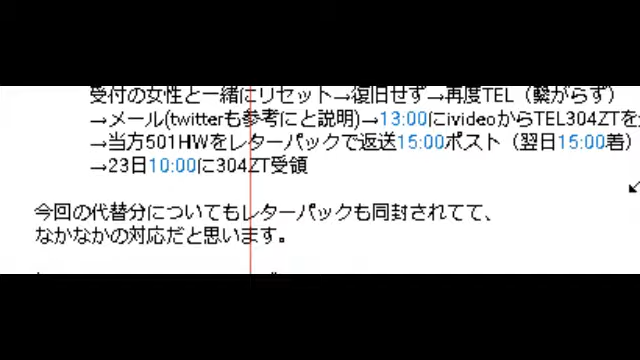 受付の女性と一緒にリセット→復旧せず→再度TEL（繋がらず）
→メール(twitterも参考にと説明)→13:00にivideoからTEL304ZTを
→当方501HWをレターパックで返送15:00ポスト（翌日15:00着）
→23日10:00に304ZT受領
今回の代替分についてもレターパックも同封されてて、
なかなかの対応だと思います。